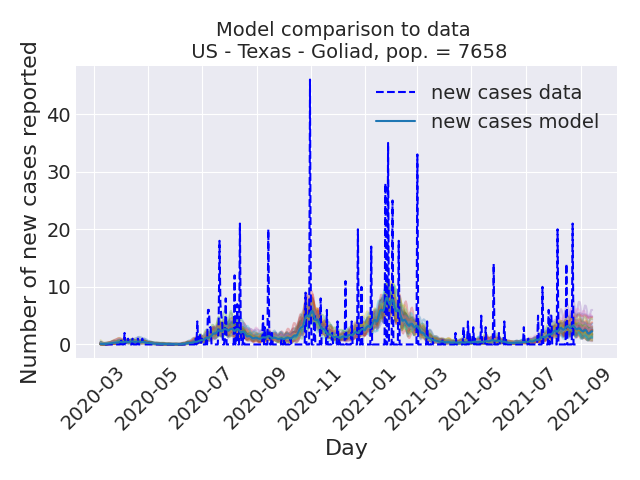 Model comparison to data
US - Texas - Goliad, pop. = 7658
Number of new cases reported
40
30
20
10
0
new cases data
new cases model
2020-03
2020-05
2020-07
2020-09
2020-11
2021-01
2021-03
2021-05
2021-07
2021-09
Day